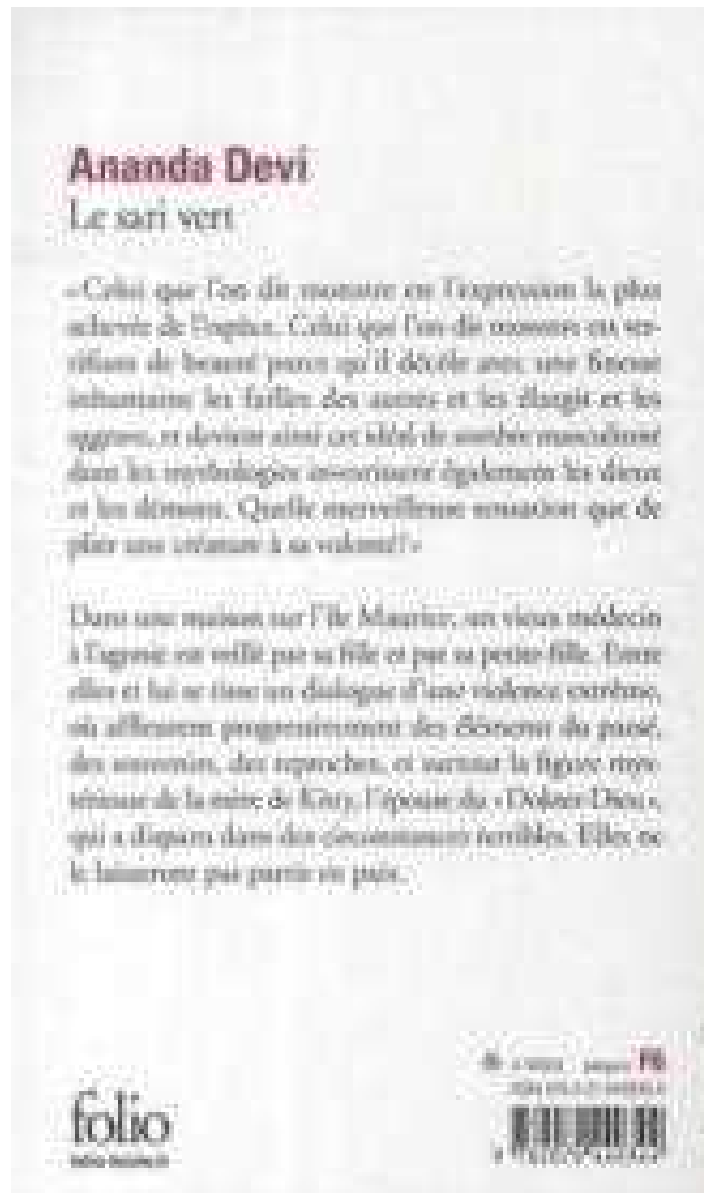 Ananda Devi
Le sari vert
«Celui que l'on dit monstre est l'expression la plus
achevée de l'espèce. Celui que l'on dit monstre est ter-
rifiant de beauté parce qu'il décèle avec une finesse
inhumaine les failles des autres et les élargit et les
aggrave, et devient ainsi cet idéal de sombre masculinité
dont les mythologies investissent également les dieux
et les démons. Quelle merveilleuse sensation que de
plier une créature à sa volonté!»
Dans une maison sur l'île Maurice, un vieux médecin
à l'agonie est veillé par sa fille et par sa petite-fille. Entre
elles et lui se tisse un dialogue d'une violence extrême,
où affleurent progressivement des éléments du passé,
des souvenirs, des reproches, et surtout la figure mys-
térieuse de la mère de Kitty, l'épouse du «Dokter-Dieu»,
qui a disparu dans des circonstances terribles. Elles ne
le laisseront pas partir en paix.
F6
folio